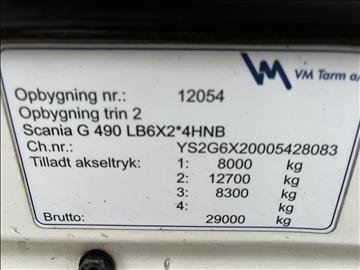 VM Tarm a/
Opbygning nr.: 12054
Opbygning trin 2
Scania G 490 LB6X2*4HNB
Ch.nr.: YS2G6X20005428083
Tilladt akseltryk: 1: 8000 kg
2: 12700 kg
3: 8300 kg
4: kg
Brutto: 29000 kg